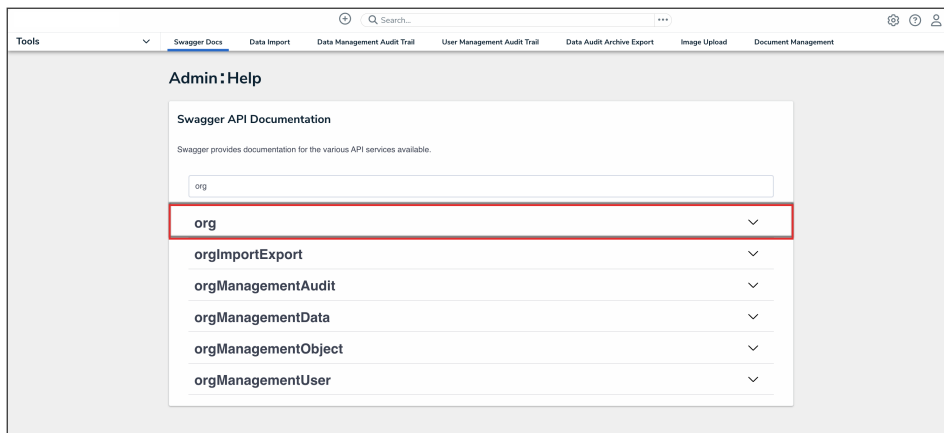 Search...
Tools
Swagger Docs Data Import Data Management Audit Trail User Management Audit Trail Data Audit Archive Export Image Upload Document Management
Admin:Help
Swagger API Documentation
Swagger provides documentation for the various API services available.
org
org
orgImportExport
orgManagementAudit
orgManagementData
orgManagementObject
orgManagementUser